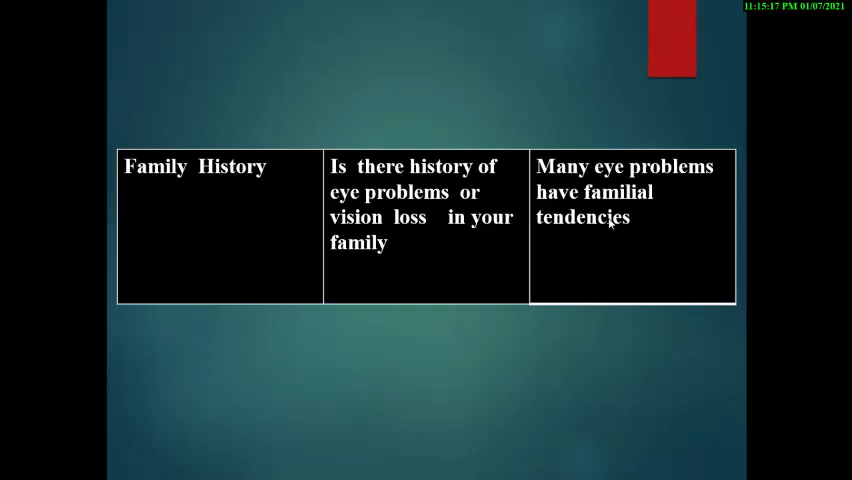 11:15:17 PM 01/07/2021
Family History
Is there history of
eye problems or
vision loss in your
family
Many eye problems
have familial
tendencies